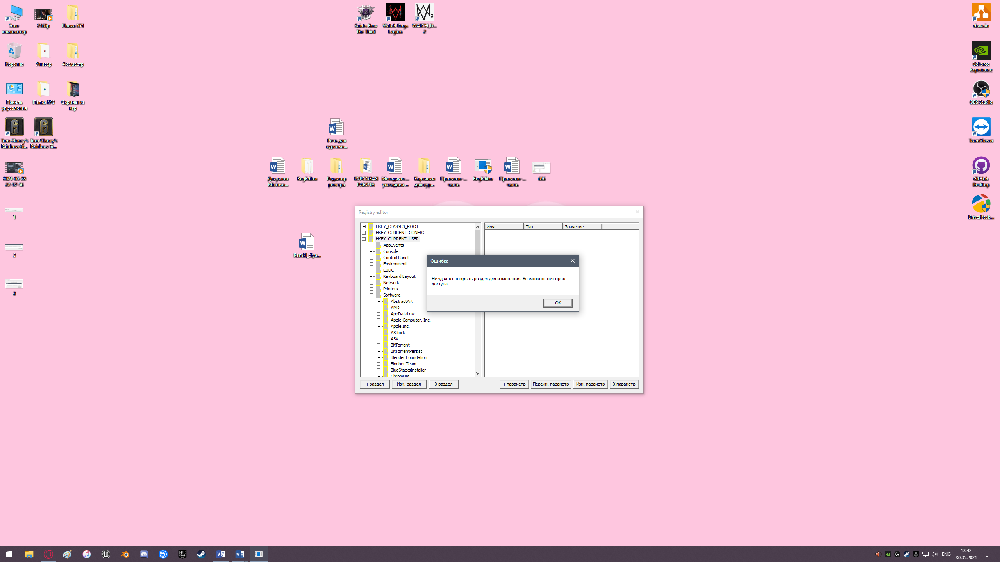 Этот
компьютер
2160p
Папка №1
Saints Row
The Third
Watch Dogs
Legion
WATCH_D...
2
draw.io
Корзина
Универ
4 семестр
GeForce
Experience
Панель
управления
Папка №2
Скрины из
игр
OBS Studio
Tom Clancy's
Rainbow Si...
Tom Clancy's
Rainbow Si...
Речь для
курсово...
TeamViewer
2021-05-28
22-57-56
Документ
Microso...
RegEditor
Редактор
реестра
КУРСОВАЯ
РАБОТА
Методичес...
указадния ...
Картинки
для кур...
Проектно-...
часть
RegEditor
Проектно-...
часть
666
GitHub
Desktop
DriverPack...
1
2
3
Ramki_dlya...
Registry editor
HKEY_CLASSES_ROOT
HKEY_CURRENT_CONFIG
HKEY_CURRENT_USER
AppEvents
Console
Control Panel
Environment
EUDC
Keyboard Layout
Network
Printers
Software
AbstractArt
AMD
AppDataLow
Apple Computer, Inc.
Apple Inc.
ASRock
ASX
BitTorrent
BitTorrentPersist
Blender Foundation
Bloober Team
BlueStacksInstaller
Chromium
Имя
Тип
Значение
Ошибка
Не удалось открыть раздел для изменения. Возможно, нет прав
доступа
OK
+ раздел
Изм. раздел
X раздел
+ параметр
Переим. параметр
Изм. параметр
X параметр
ENG
13:42
30.05.2021